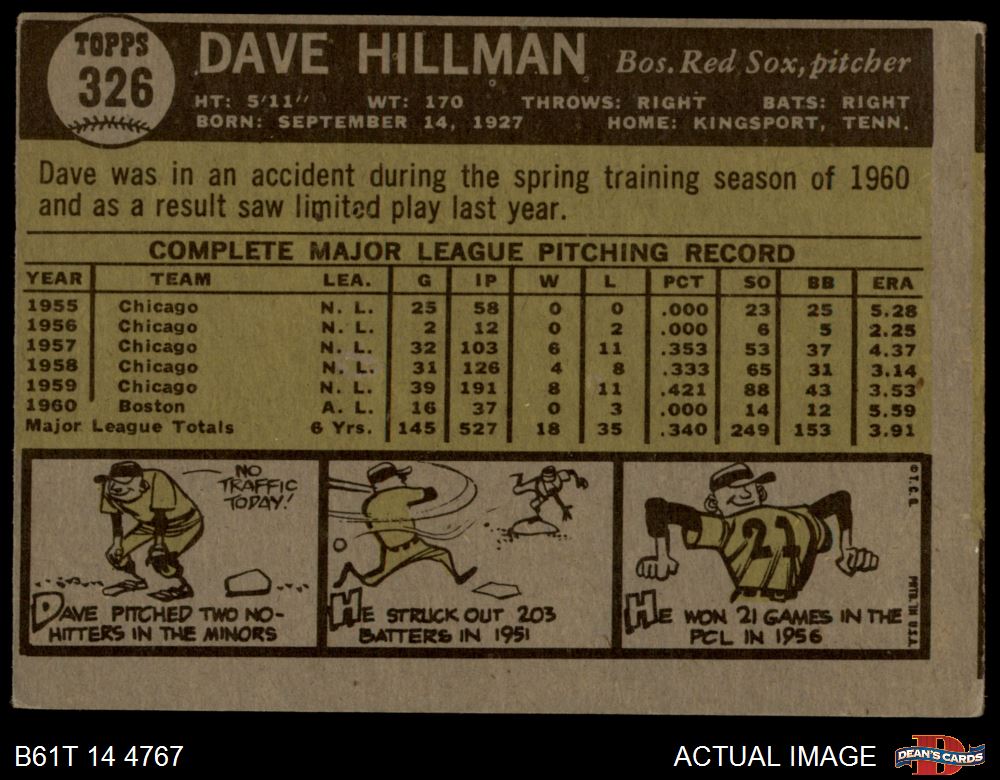 TOPPS
326
DAVE HILLMAN Bos. Red Sox, pitcher
HT: 5'11" WT: 170 THROWS: RIGHT BATS: RIGHT
BORN: SEPTEMBER 14, 1927 HOME: KINGSPORT, TENN.
Dave was in an accident during the spring training season of 1960
and as a result saw limited play last year.
COMPLETE MAJOR LEAGUE PITCHING RECORD
YEAR TEAM LEA. G IP W L PCT SO BB ERA
1955 Chicago N. L. 25 58 0 0 .000 23 25 5.28
1956 Chicago N. L. 2 12 0 2 .000 6 5 2.25
1957 Chicago N. L. 32 103 6 11 .353 53 37 4.37
1958 Chicago N. L. 31 126 4 8 .333 65 31 3.14
1959 Chicago N. L. 39 191 8 11 .421 88 43 3.53
1960 Boston A. L. 16 37 0 3 .000 14 12 5.59
Major League Totals 6 Yrs. 145 527 18 35 .340 249 153 3.91
NO
TRAFFIC
TODAY!
DAVE PITCHED TWO NO-
HITTERS IN THE MINORS
HE STRUCK OUT 203
BATTERS IN 1951
21
HE WON 21 GAMES IN THE
PCL IN 1956
© T. C. G. PRTD. IN U.S.A.
B61T 14 4767
ACTUAL IMAGE
DEAN'S CARDS